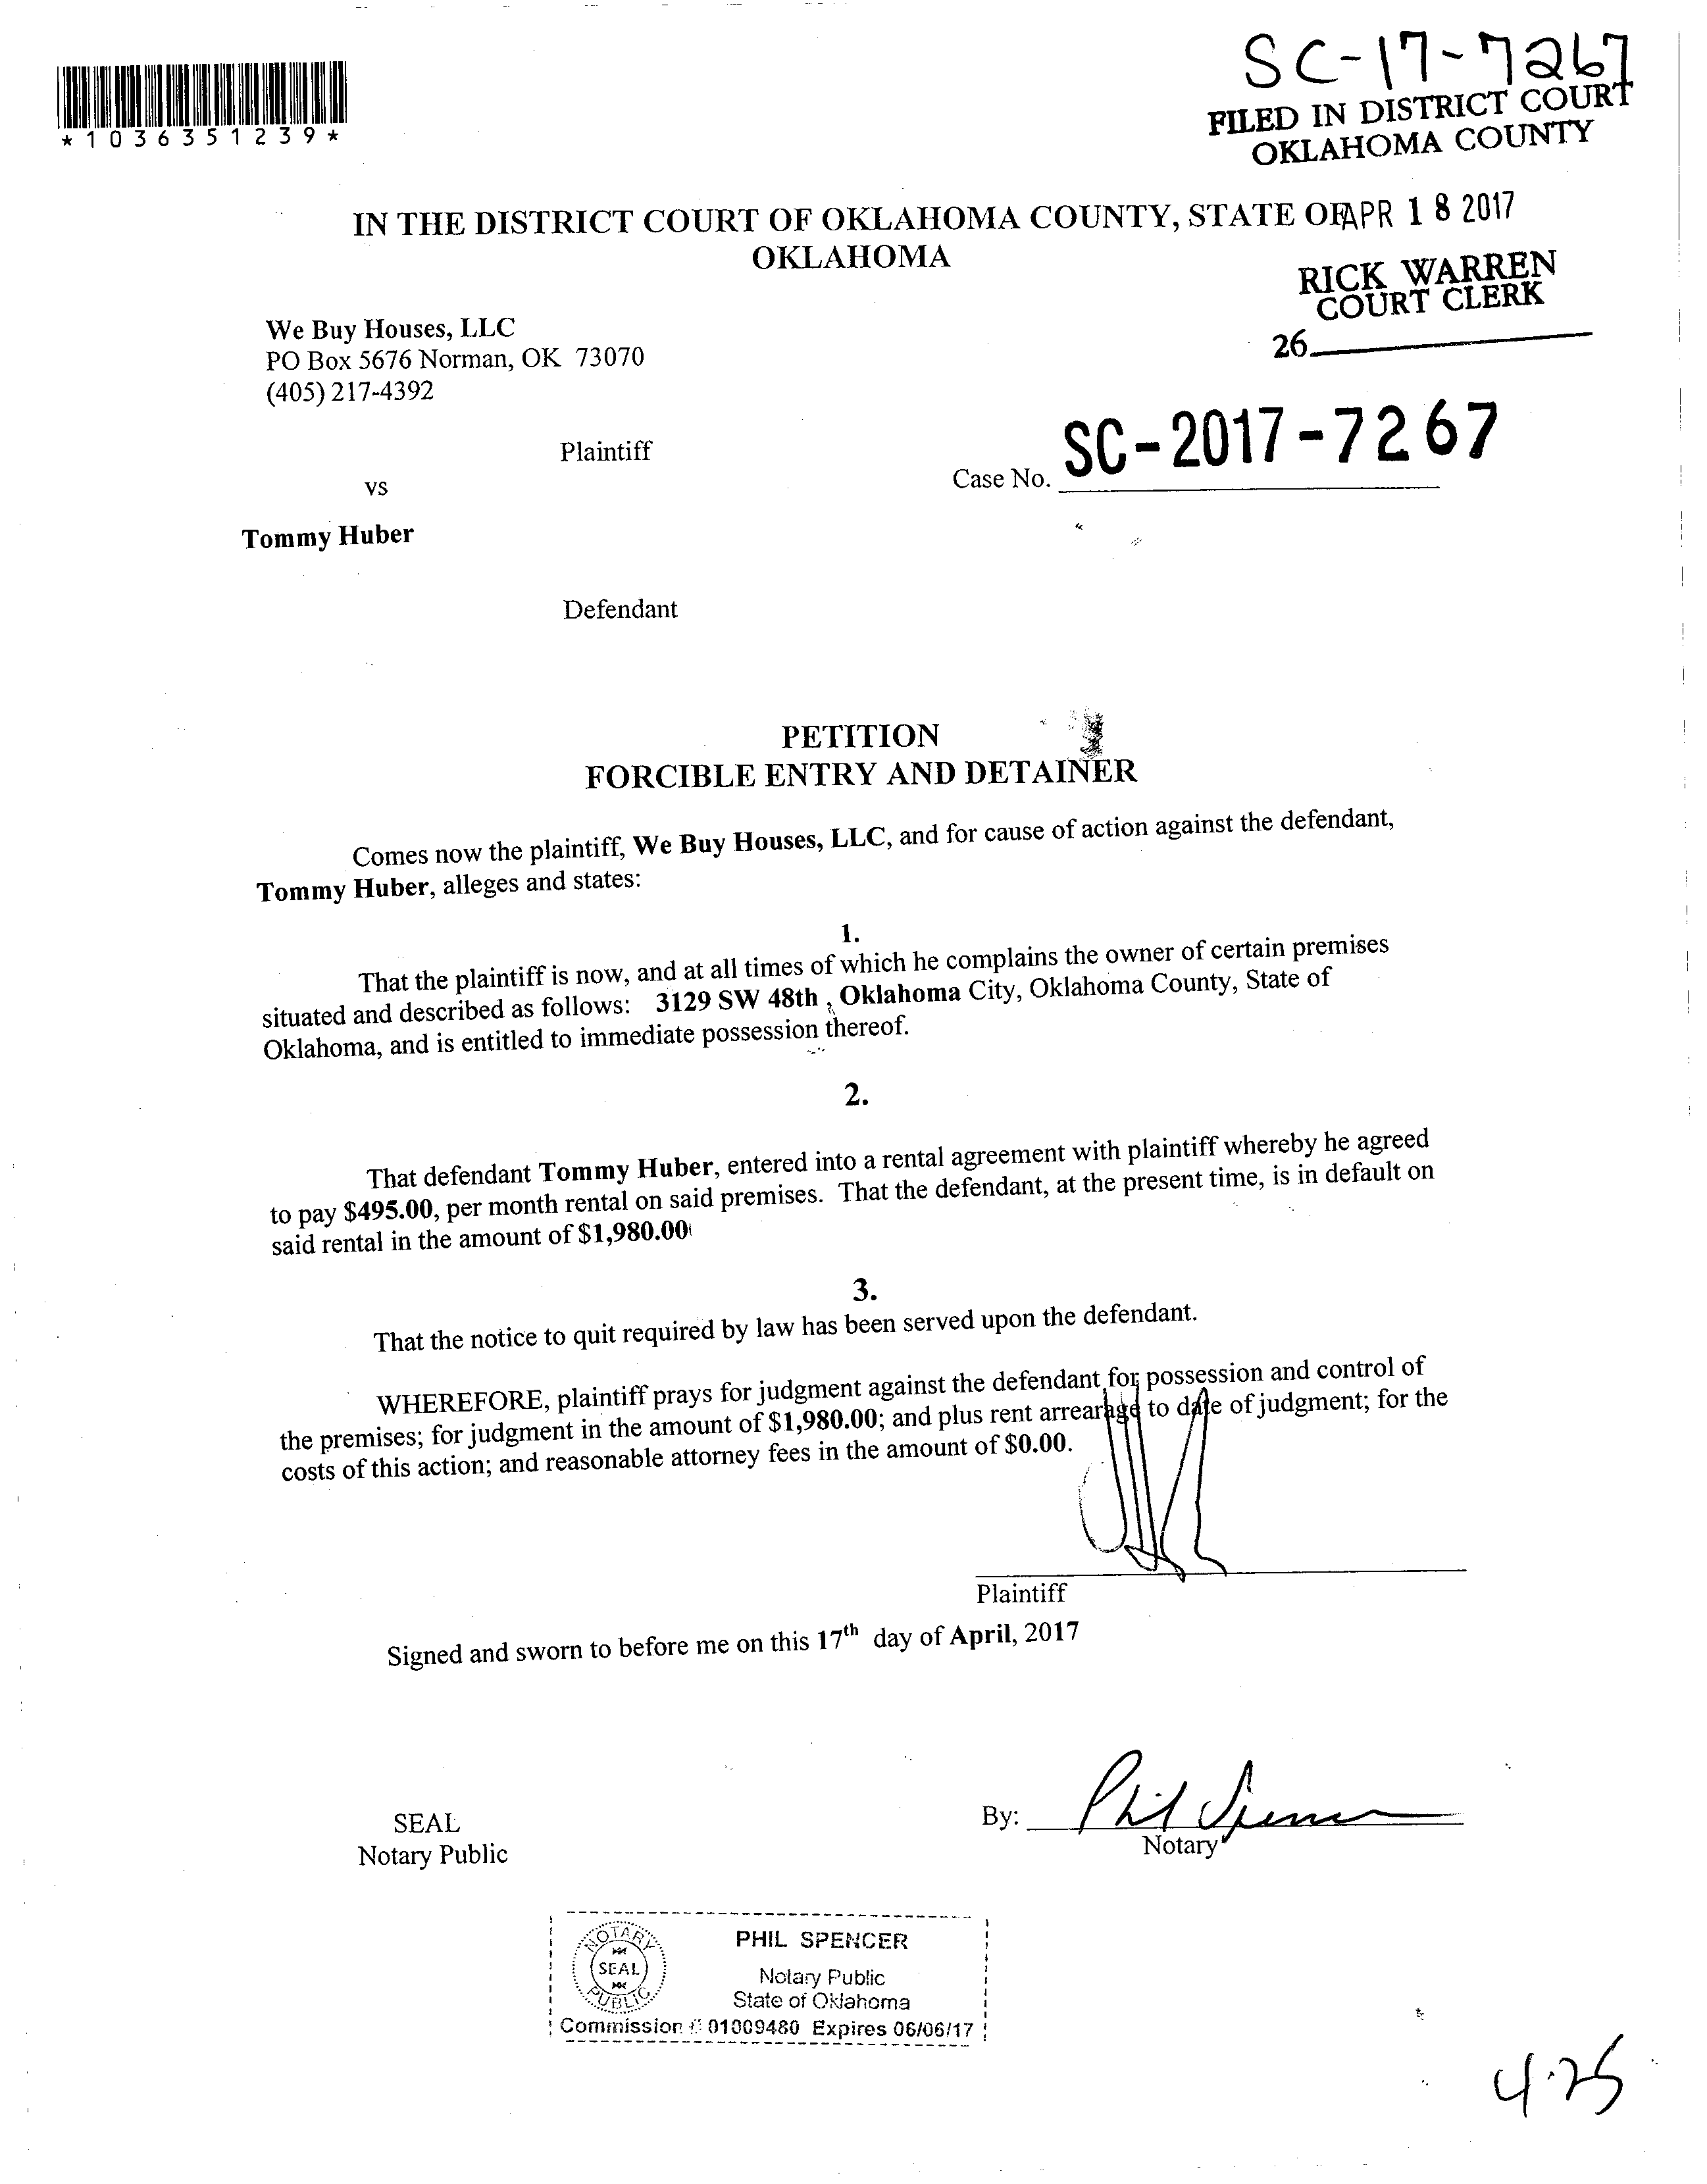 SC-17-7267
FILED IN DISTRICT COURT
OKLAHOMA COUNTY
*1036351239*
IN THE DISTRICT COURT OF OKLAHOMA COUNTY, STATE OF
OKLAHOMA
APR 18 2017
RICK WARREN
COURT CLERK
26
We Buy Houses, LLC
PO Box 5676 Norman, OK 73070
(405) 217-4392
Plaintiff
vs
Case No. SC-2017-7267
Tommy Huber
Defendant
PETITION
FORCIBLE ENTRY AND DETAINER
Comes now the plaintiff, We Buy Houses, LLC, and for cause of action against the defendant,
Tommy Huber, alleges and states:
1.
That the plaintiff is now, and at all times of which he complains the owner of certain premises
situated and described as follows: 3129 SW 48th , Oklahoma City, Oklahoma County, State of
Oklahoma, and is entitled to immediate possession thereof.
2.
That defendant Tommy Huber, entered into a rental agreement with plaintiff whereby he agreed
to pay $495.00, per month rental on said premises. That the defendant, at the present time, is in default on
said rental in the amount of $1,980.00
3.
That the notice to quit required by law has been served upon the defendant.
WHEREFORE, plaintiff prays for judgment against the defendant for possession and control of
the premises; for judgment in the amount of $1,980.00; and plus rent arrearage to date of judgment; for the
costs of this action; and reasonable attorney fees in the amount of $0.00.
Plaintiff
Signed and sworn to before me on this 17th day of April, 2017
SEAL
Notary Public
By: Phil Spencer
Notary
NOTARY
SEAL
PUBLIC
PHIL SPENCER
Notary Public
State of Oklahoma
Commission # 01009480 Expires 06/06/17
4-25